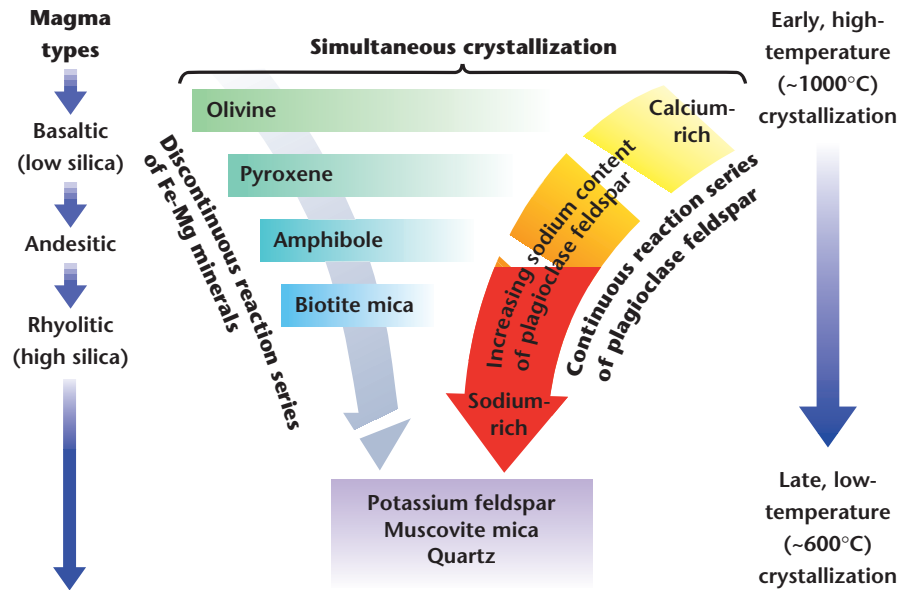 Magma
types
Basaltic
(low silica)
Andesitic
Rhyolitic
(high silica)
Simultaneous crystallization
Discontinuous reaction series
of Fe-Mg minerals
Olivine
Pyroxene
Amphibole
Biotite mica
Calcium-
rich
Increasing sodium content
of plagioclase feldspar
Sodium-
rich
Continuous reaction series
of plagioclase feldspar
Potassium feldspar
Muscovite mica
Quartz
Early, high-
temperature
(~1000°C)
crystallization
Late, low-
temperature
(~600°C)
crystallization